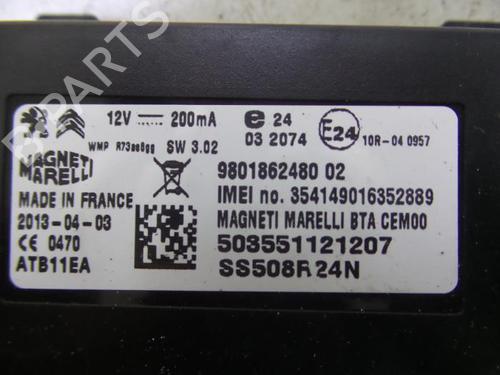 B PARTS
12V 200mA
e 24
03 2074
E24
10R-04 0957
WMP SW 3.02
MAGNETI
MARELLI
MADE IN FRANCE
2013-04-03
CE 0470
ATB11EA
9801862480 02
IMEI no. 354149016352889
MAGNETI MARELLI BTA CEM00
503551121207
SS508R24N